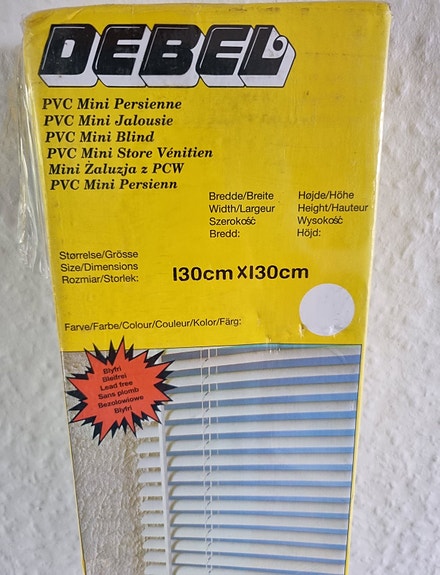 DEBEL
PVC Mini Persienne
PVC Mini Jalousie
PVC Mini Blind
PVC Mini Store Vénitien
Mini Żaluzja z PCW
PVC Mini Persienn
Bredde/Breite Højde/Höhe
Width/Largeur Height/Hauteur
Szerokość Wysokość
Bredd: Höjd:
Størrelse/Grösse
Size/Dimensions
Rozmiar/Storlek:
130cm X130cm
Farve/Farbe/Colour/Couleur/Kolor/Färg:
Blyfri
Bleifrei
Lead free
Sans plomb
Bezolowiowe
Blyfri